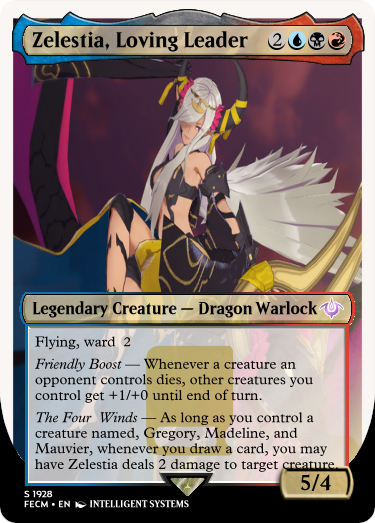 Zelestia, Loving Leader 2
Legendary Creature — Dragon Warlock
Flying, ward 2
Friendly Boost — Whenever a creature an
opponent controls dies, other creatures you
control get +1/+0 until end of turn.
The Four Winds — As long as you control a
creature named, Gregory, Madeline, and
Mauvier, whenever you draw a card, you may
have Zelestia deals 2 damage to target creature.
5/4
S 1928
FECM • EN INTELLIGENT SYSTEMS